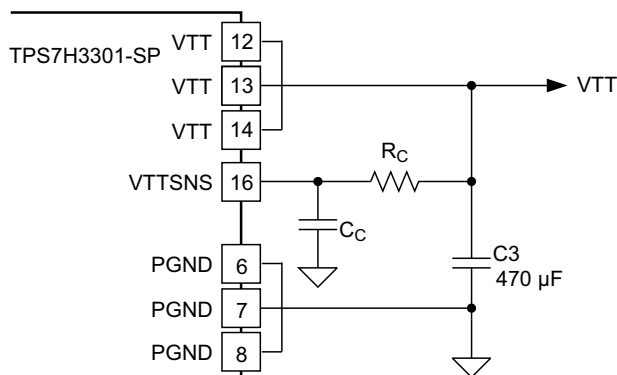 TPS7H3301-SP
VTT 12
VTT 13
VTT
VTT 14
RC
VTTSNS 16
CC
PGND 6
C3
470 µF
PGND 7
PGND 8